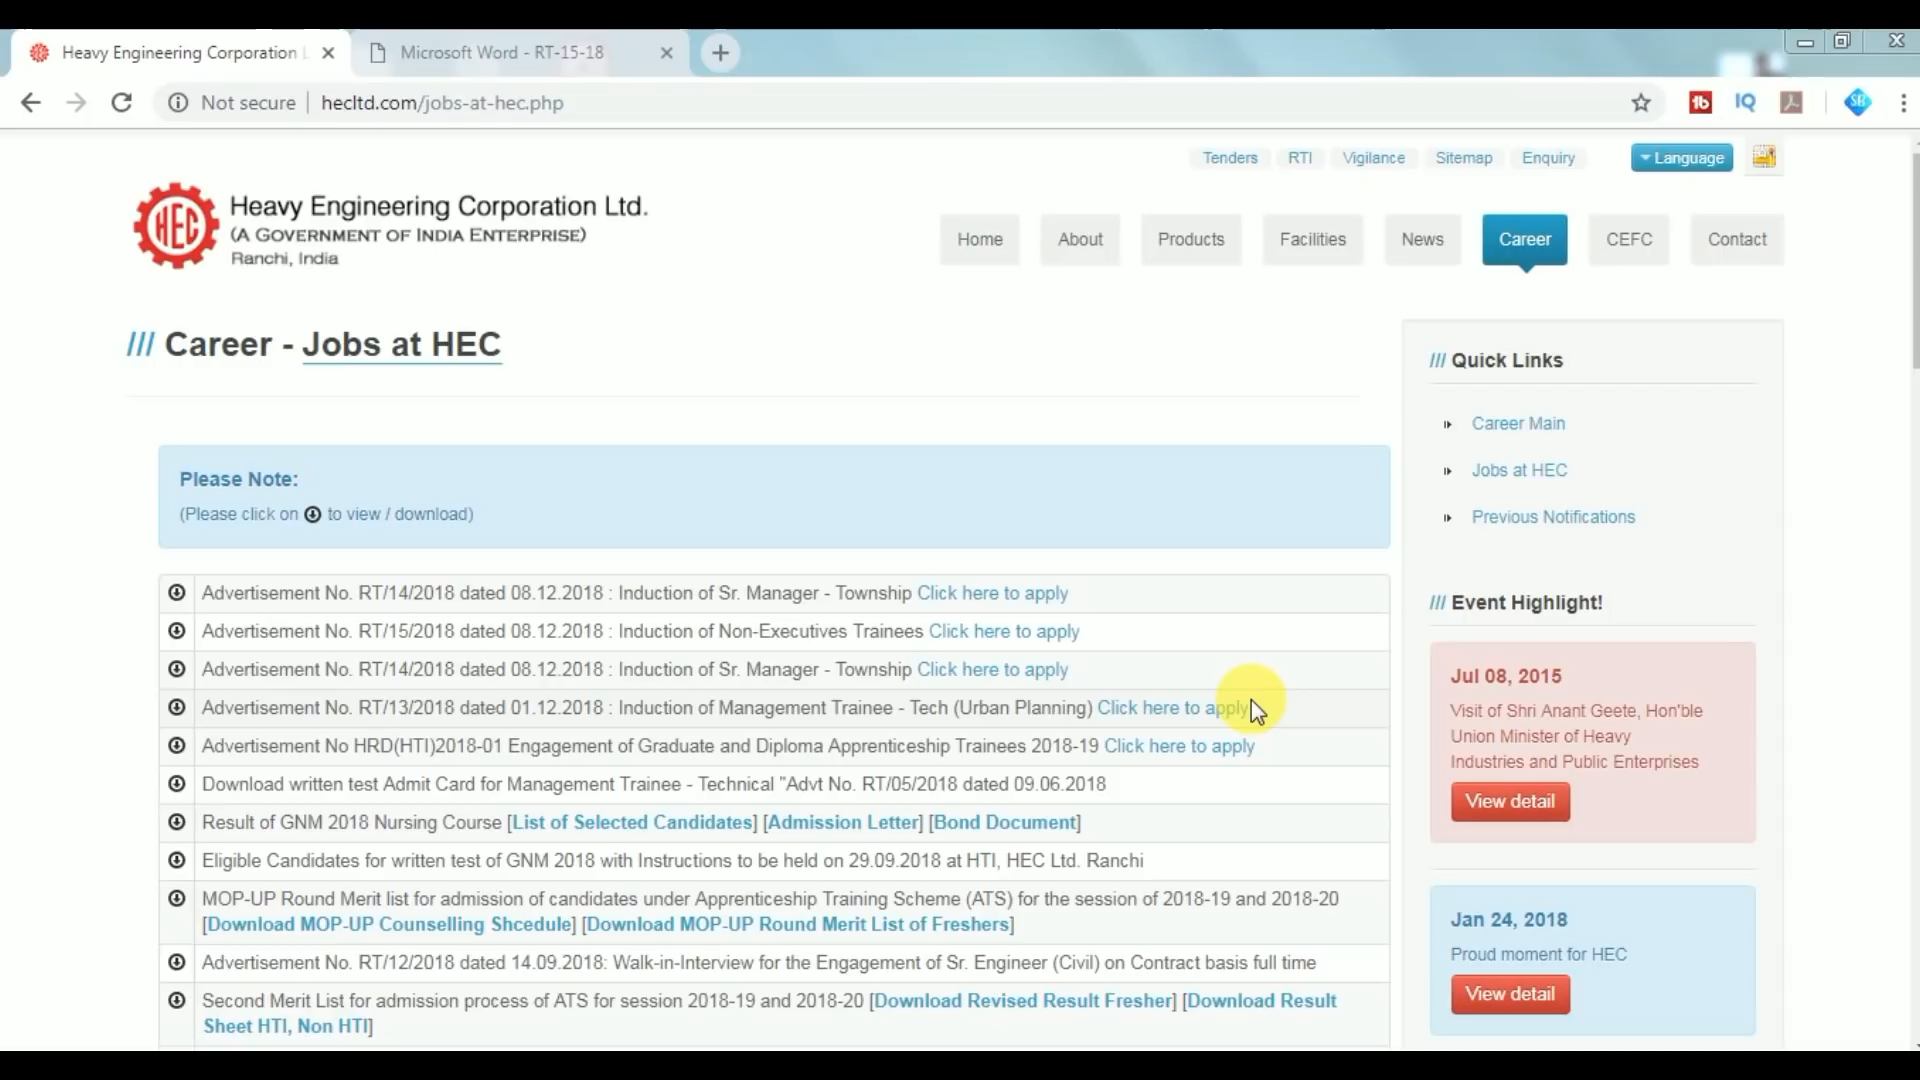 Heavy Engineering Corporation
Microsoft Word - RT-15-18
Not secure
hecltd.com/jobs-at-hec.php
IQ
Tenders
RTI
Vigilance
Sitemap
Enquiry
Language
HEC
Heavy Engineering Corporation Ltd.
(A GOVERNMENT OF INDIA ENTERPRISE)
Ranchi, India
Home
About
Products
Facilities
News
Career
CEFC
Contact
/// Career - Jobs at HEC
Please Note:
(Please click on to view / download)
Advertisement No. RT/14/2018 dated 08.12.2018 : Induction of Sr. Manager - Township Click here to apply
Advertisement No. RT/15/2018 dated 08.12.2018 : Induction of Non-Executives Trainees Click here to apply
Advertisement No. RT/14/2018 dated 08.12.2018 : Induction of Sr. Manager - Township Click here to apply
Advertisement No. RT/13/2018 dated 01.12.2018 : Induction of Management Trainee - Tech (Urban Planning) Click here to apply
Advertisement No HRD(HTI)2018-01 Engagement of Graduate and Diploma Apprenticeship Trainees 2018-19 Click here to apply
Download written test Admit Card for Management Trainee - Technical "Advt No. RT/05/2018 dated 09.06.2018
Result of GNM 2018 Nursing Course [List of Selected Candidates] [Admission Letter] [Bond Document]
Eligible Candidates for written test of GNM 2018 with Instructions to be held on 29.09.2018 at HTI, HEC Ltd. Ranchi
MOP-UP Round Merit list for admission of candidates under Apprenticeship Training Scheme (ATS) for the session of 2018-19 and 2018-20
[Download MOP-UP Counselling Shcedule] [Download MOP-UP Round Merit List of Freshers]
Advertisement No. RT/12/2018 dated 14.09.2018: Walk-in-Interview for the Engagement of Sr. Engineer (Civil) on Contract basis full time
Second Merit List for admission process of ATS for session 2018-19 and 2018-20 [Download Revised Result Fresher] [Download Result
Sheet HTI, Non HTI]
/// Quick Links
Career Main
Jobs at HEC
Previous Notifications
/// Event Highlight!
Jul 08, 2015
Visit of Shri Anant Geete, Hon'ble
Union Minister of Heavy
Industries and Public Enterprises
View detail
Jan 24, 2018
Proud moment for HEC
View detail